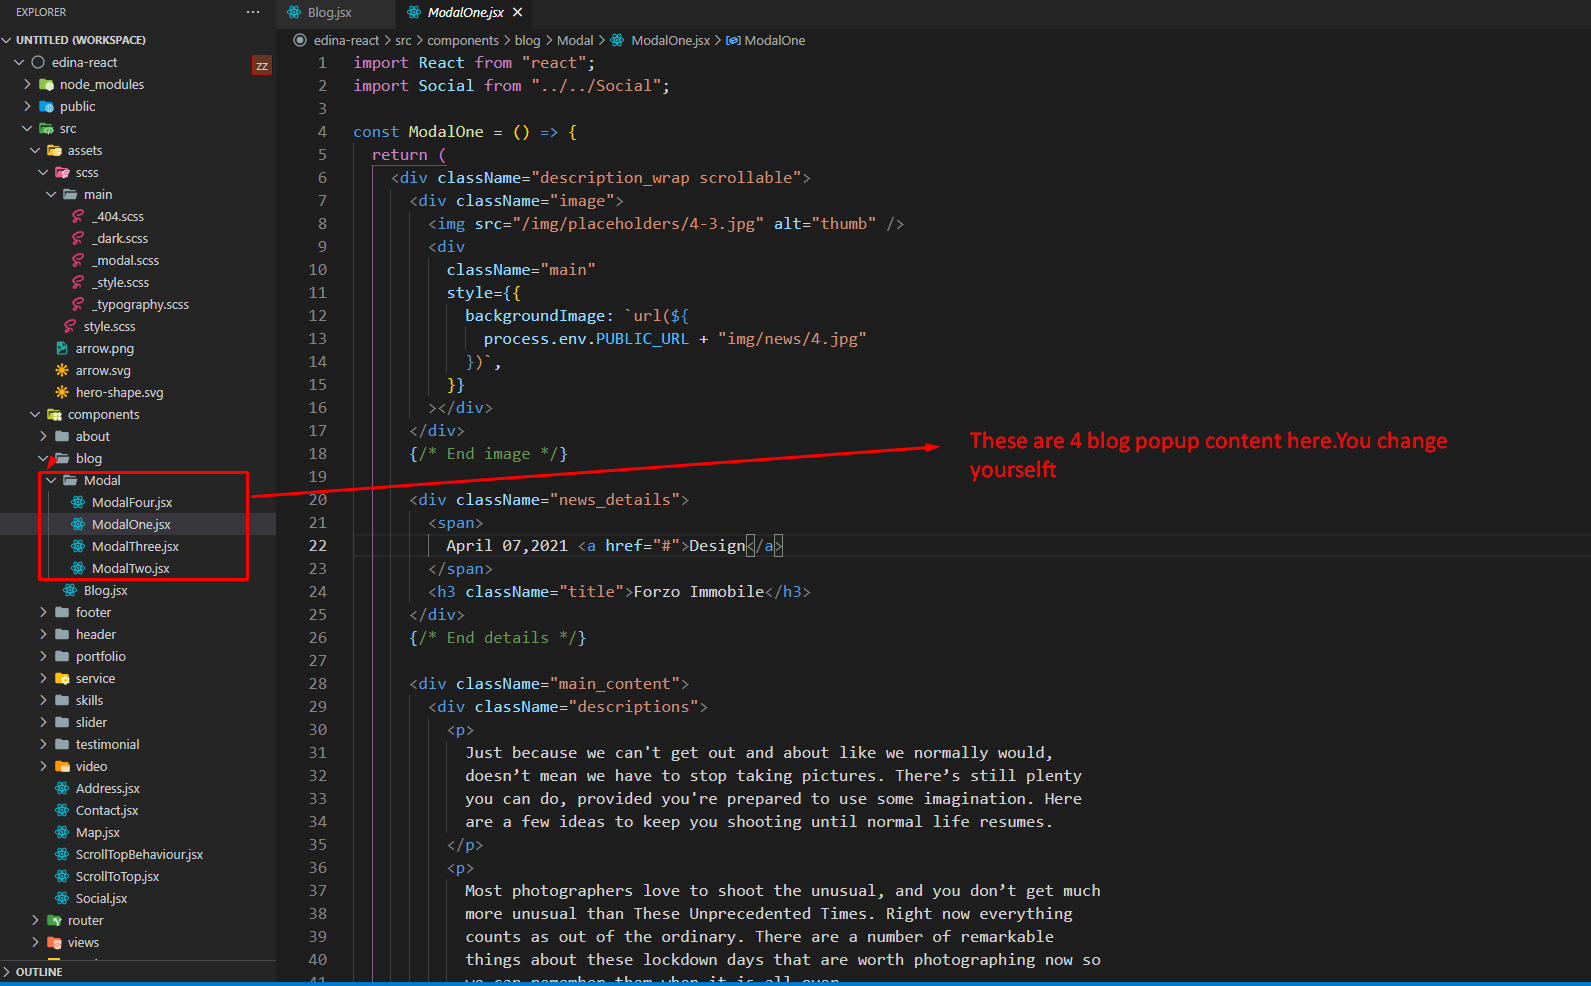 EXPLORER
···
UNTITLED (WORKSPACE)
edina-react
zz
node_modules
public
src
assets
scss
main
_404.scss
_dark.scss
_modal.scss
_style.scss
_typography.scss
style.scss
arrow.png
arrow.svg
hero-shape.svg
components
about
blog
Modal
ModalFour.jsx
ModalOne.jsx
ModalThree.jsx
ModalTwo.jsx
Blog.jsx
footer
header
portfolio
service
skills
slider
testimonial
video
Address.jsx
Contact.jsx
Map.jsx
ScrollTopBehaviour.jsx
ScrollToTop.jsx
Social.jsx
router
views
OUTLINE
Blog.jsx
ModalOne.jsx
edina-react > src > components > blog > Modal > ModalOne.jsx > ModalOne
1 import React from "react";
2 import Social from "../../Social";
3
4 const ModalOne = () => {
5 return (
6 <div className="description_wrap scrollable">
7 <div className="image">
8 <img src="/img/placeholders/4-3.jpg" alt="thumb" />
9 <div
10 className="main"
11 style={{
12 backgroundImage: `url(${
13 process.env.PUBLIC_URL + "img/news/4.jpg"
14 })`,
15 }}
16 ></div>
17 </div>
18 {/* End image */}
19
20 <div className="news_details">
21 <span>
22 April 07,2021 <a href="#">Design</a>
23 </span>
24 <h3 className="title">Forzo Immobile</h3>
25 </div>
26 {/* End details */}
27
28 <div className="main_content">
29 <div className="descriptions">
30 <p>
31 Just because we can't get out and about like we normally would,
32 doesn’t mean we have to stop taking pictures. There’s still plenty
33 you can do, provided you're prepared to use some imagination. Here
34 are a few ideas to keep you shooting until normal life resumes.
35 </p>
36 <p>
37 Most photographers love to shoot the unusual, and you don’t get much
38 more unusual than These Unprecedented Times. Right now everything
39 counts as out of the ordinary. There are a number of remarkable
40 things about these lockdown days that are worth photographing now so
41 we can remember them when it is all over.
These are 4 blog popup content here.You change
yourselft